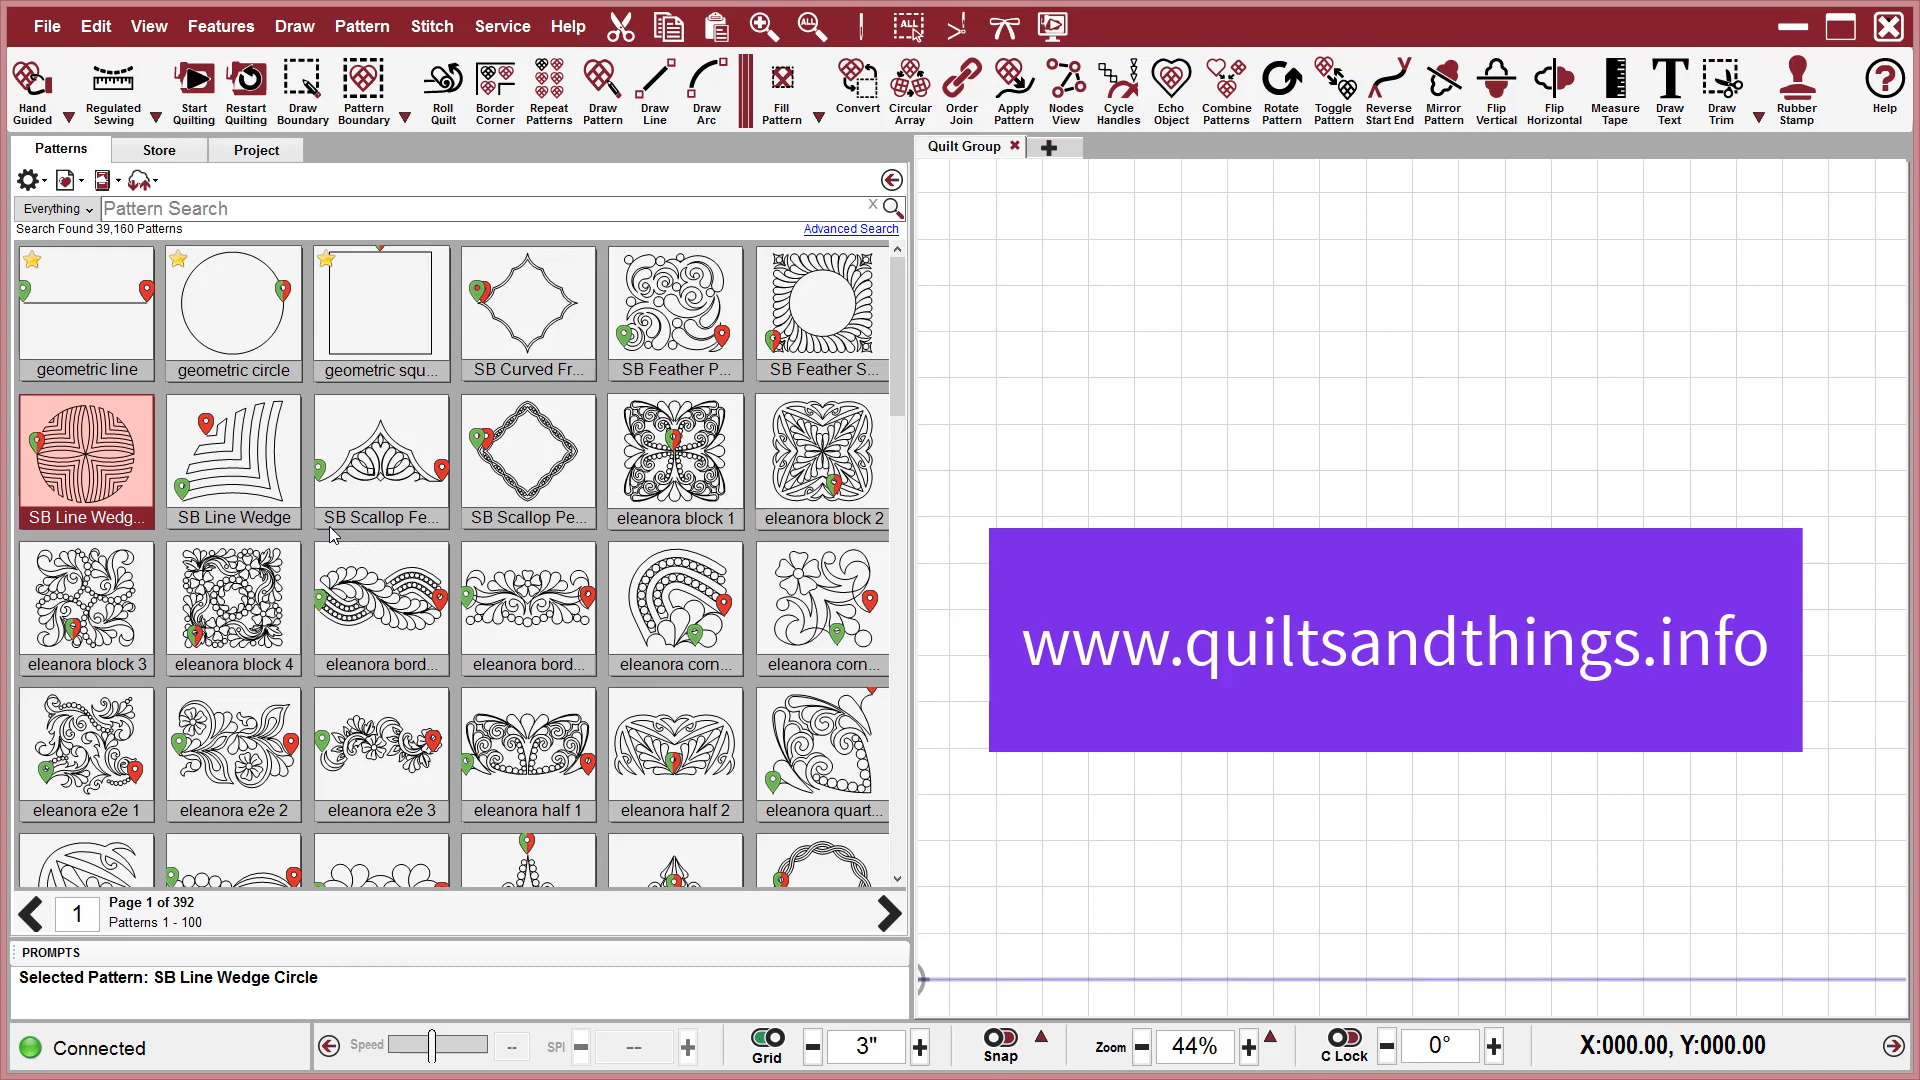 File Edit View Features Draw Pattern Stitch Service Help ALL ALL
Hand Guided
Regulated Sewing
Start Quilting
Restart Quilting
Draw Boundary
Pattern Boundary
Roll Quilt
Border Corner
Repeat Patterns
Draw Pattern
Draw Line
Draw Arc
Fill Pattern
Convert
Circular Array
Order Join
Apply Pattern
Nodes View
Cycle Handles
Echo Object
Combine Patterns
Rotate Pattern
Toggle Pattern
Reverse Start End
Mirror Pattern
Flip Vertical
Flip Horizontal
Measure Tape
Draw Text
Draw Trim
Rubber Stamp
Help
Patterns Store Project
Quilt Group
Everything Pattern Search X
Search Found 39,160 Patterns Advanced Search
geometric line geometric circle geometric squ... SB Curved Fr... SB Feather P... SB Feather S...
SB Line Wedg... SB Line Wedge SB Scallop Fe... SB Scallop Pe... eleanora block 1 eleanora block 2
eleanora block 3 eleanora block 4 eleanora bord... eleanora bord... eleanora corn... eleanora corn...
eleanora e2e 1 eleanora e2e 2 eleanora e2e 3 eleanora half 1 eleanora half 2 eleanora quart...
www.quiltsandthings.info
1 Page 1 of 392
Patterns 1 - 100
PROMPTS
Selected Pattern: SB Line Wedge Circle
Connected Speed -- SPI -- Grid 3" Snap Zoom 44% C Lock 0° X:000.00, Y:000.00